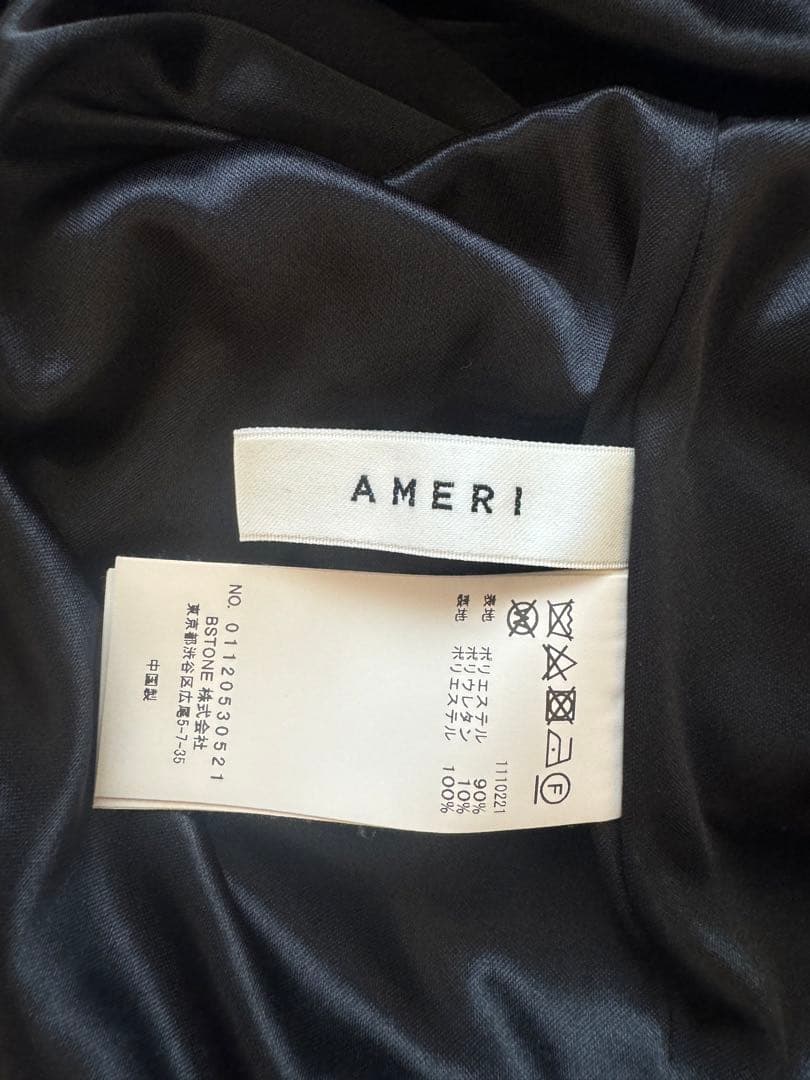 AMERI
F
W
1110221
表地 ポリエステル 90%
ポリウレタン 10%
裏地 ポリエステル 100%
NO. 01120530521
BSTONE 株式会社
東京都渋谷区広尾5-7-35
中国製